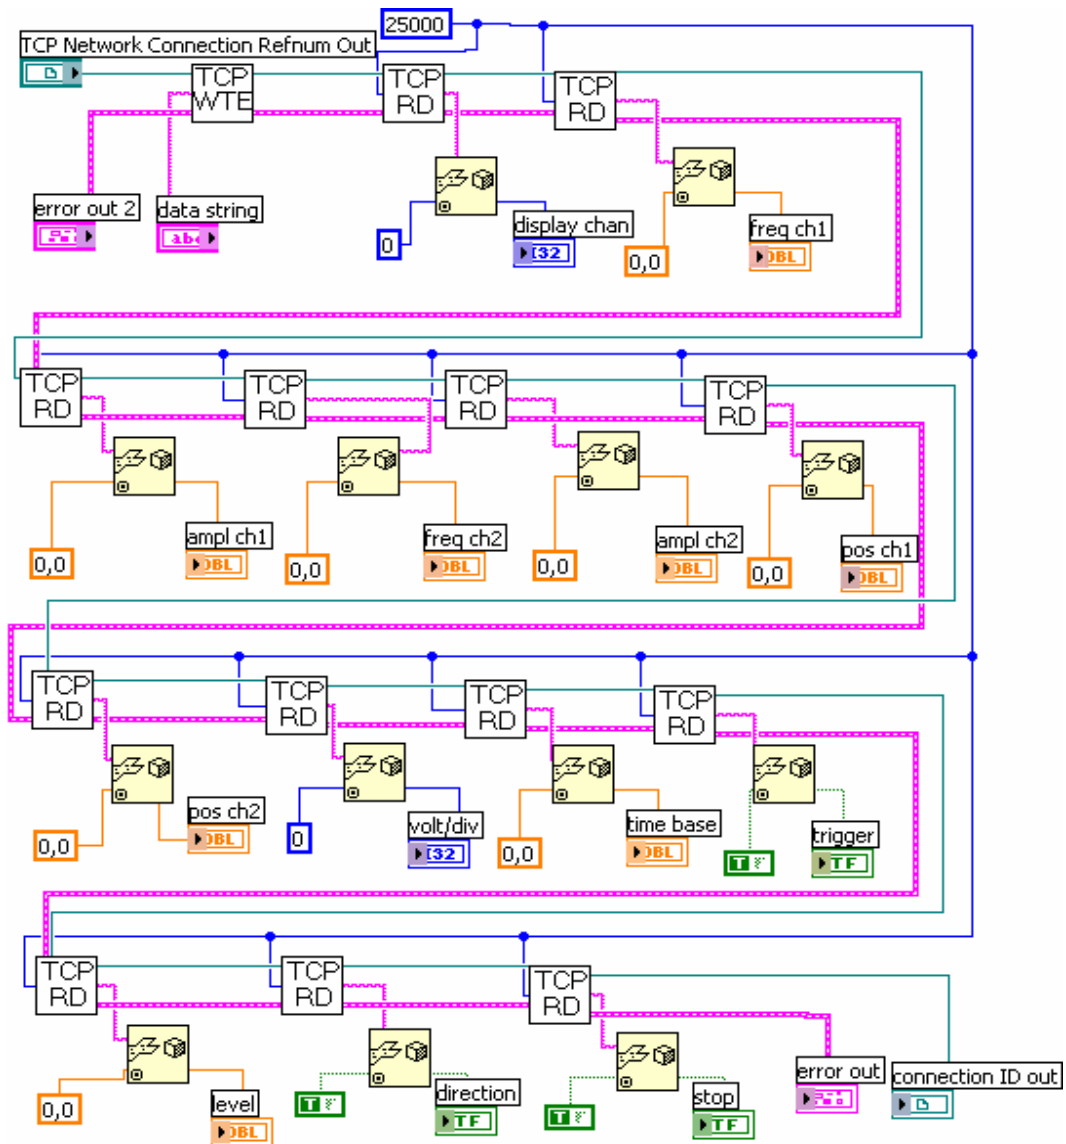 25000
TCP Network Connection Refnum Out
TCP WTE
TCP RD
TCP RD
error out 2
data string
abc
0
display chan
I32
0,0
freq ch1
DBL
TCP RD
TCP RD
TCP RD
TCP RD
0,0
ampl ch1
DBL
0,0
freq ch2
DBL
0,0
ampl ch2
DBL
0,0
pos ch1
DBL
TCP RD
TCP RD
TCP RD
TCP RD
0,0
pos ch2
DBL
0
volt/div
I32
0,0
time base
DBL
T F
trigger
TF
TCP RD
TCP RD
TCP RD
0,0
level
DBL
T F
direction
TF
T F
stop
TF
error out
connection ID out